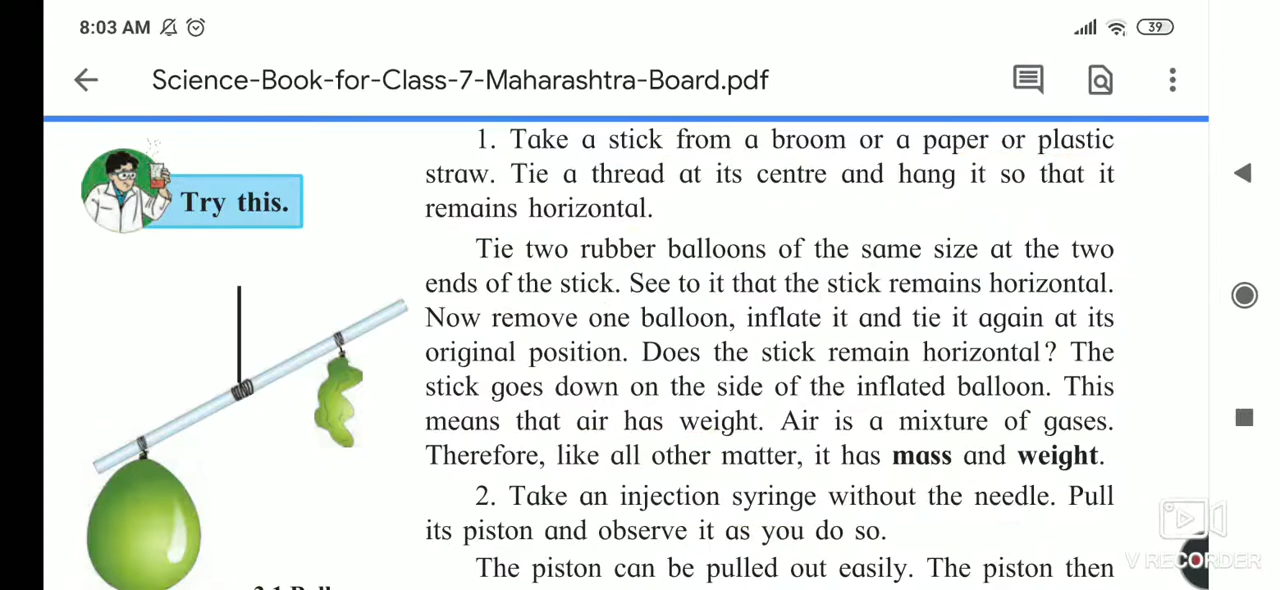 8:03 AM
39
Science-Book-for-Class-7-Maharashtra-Board.pdf
Try this.
1. Take a stick from a broom or a paper or plastic
straw. Tie a thread at its centre and hang it so that it
remains horizontal.
Tie two rubber balloons of the same size at the two
ends of the stick. See to it that the stick remains horizontal.
Now remove one balloon, inflate it and tie it again at its
original position. Does the stick remain horizontal? The
stick goes down on the side of the inflated balloon. This
means that air has weight. Air is a mixture of gases.
Therefore, like all other matter, it has mass and weight.
2. Take an injection syringe without the needle. Pull
its piston and observe it as you do so.
The piston can be pulled out easily. The piston then
V RECORDER